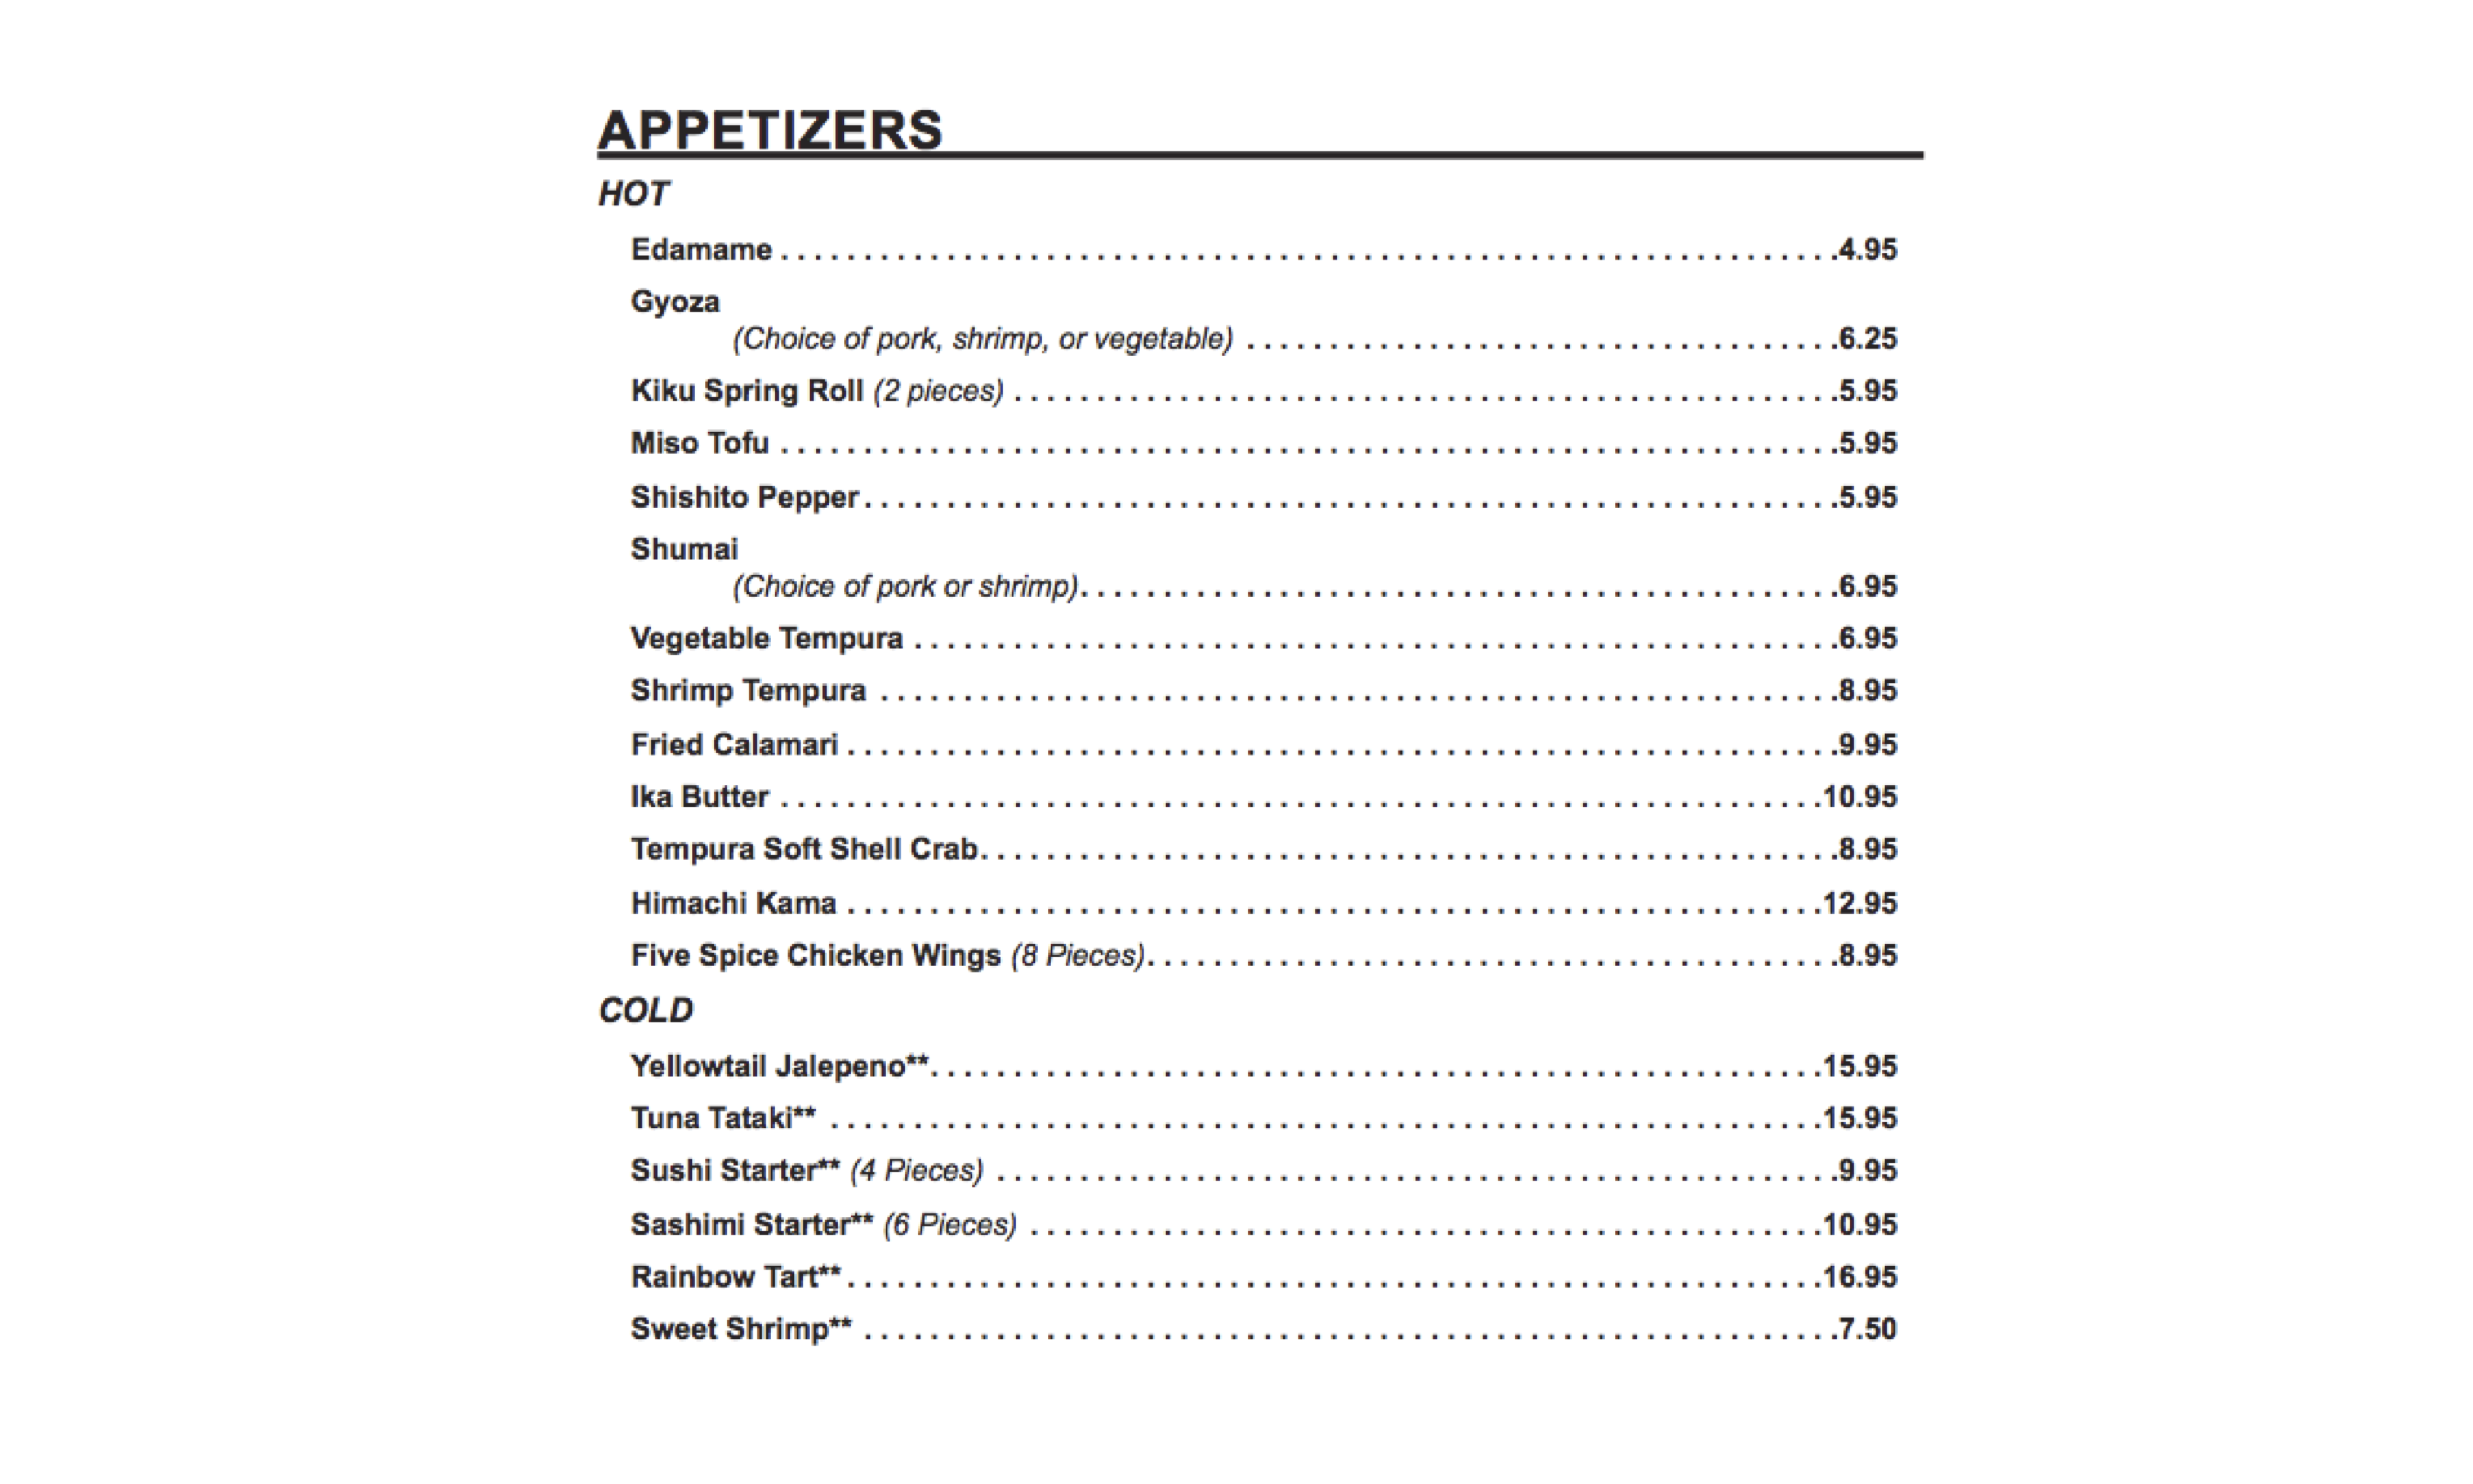 APPETIZERS
HOT
Edamame . . . . . . . . . . . . . . . . . . . . . . . . . . . . . . . . . . . . . . . . . . . . . . . . . . . . . . . . . . . . . . . .4.95
Gyoza
(Choice of pork, shrimp, or vegetable) . . . . . . . . . . . . . . . . . . . . . . . . . . . . . . . . . . . .6.25
Kiku Spring Roll (2 pieces) . . . . . . . . . . . . . . . . . . . . . . . . . . . . . . . . . . . . . . . . . . . . . . . . . .5.95
Miso Tofu . . . . . . . . . . . . . . . . . . . . . . . . . . . . . . . . . . . . . . . . . . . . . . . . . . . . . . . . . . . . . . . .5.95
Shishito Pepper. . . . . . . . . . . . . . . . . . . . . . . . . . . . . . . . . . . . . . . . . . . . . . . . . . . . . . . . . . .5.95
Shumai
(Choice of pork or shrimp). . . . . . . . . . . . . . . . . . . . . . . . . . . . . . . . . . . . . . . . . . . . . .6.95
Vegetable Tempura . . . . . . . . . . . . . . . . . . . . . . . . . . . . . . . . . . . . . . . . . . . . . . . . . . . . . . . .6.95
Shrimp Tempura . . . . . . . . . . . . . . . . . . . . . . . . . . . . . . . . . . . . . . . . . . . . . . . . . . . . . . . . . .8.95
Fried Calamari . . . . . . . . . . . . . . . . . . . . . . . . . . . . . . . . . . . . . . . . . . . . . . . . . . . . . . . . . . . .9.95
Ika Butter . . . . . . . . . . . . . . . . . . . . . . . . . . . . . . . . . . . . . . . . . . . . . . . . . . . . . . . . . . . . . . .10.95
Tempura Soft Shell Crab. . . . . . . . . . . . . . . . . . . . . . . . . . . . . . . . . . . . . . . . . . . . . . . . . . . .8.95
Himachi Kama . . . . . . . . . . . . . . . . . . . . . . . . . . . . . . . . . . . . . . . . . . . . . . . . . . . . . . . . . . .12.95
Five Spice Chicken Wings (8 Pieces). . . . . . . . . . . . . . . . . . . . . . . . . . . . . . . . . . . . . . . . . .8.95
COLD
Yellowtail Jalepeno**. . . . . . . . . . . . . . . . . . . . . . . . . . . . . . . . . . . . . . . . . . . . . . . . . . . . . .15.95
Tuna Tataki** . . . . . . . . . . . . . . . . . . . . . . . . . . . . . . . . . . . . . . . . . . . . . . . . . . . . . . . . . . . .15.95
Sushi Starter** (4 Pieces) . . . . . . . . . . . . . . . . . . . . . . . . . . . . . . . . . . . . . . . . . . . . . . . . . . .9.95
Sashimi Starter** (6 Pieces) . . . . . . . . . . . . . . . . . . . . . . . . . . . . . . . . . . . . . . . . . . . . . . . .10.95
Rainbow Tart** . . . . . . . . . . . . . . . . . . . . . . . . . . . . . . . . . . . . . . . . . . . . . . . . . . . . . . . . . . .16.95
Sweet Shrimp** . . . . . . . . . . . . . . . . . . . . . . . . . . . . . . . . . . . . . . . . . . . . . . . . . . . . . . . . . . .7.50